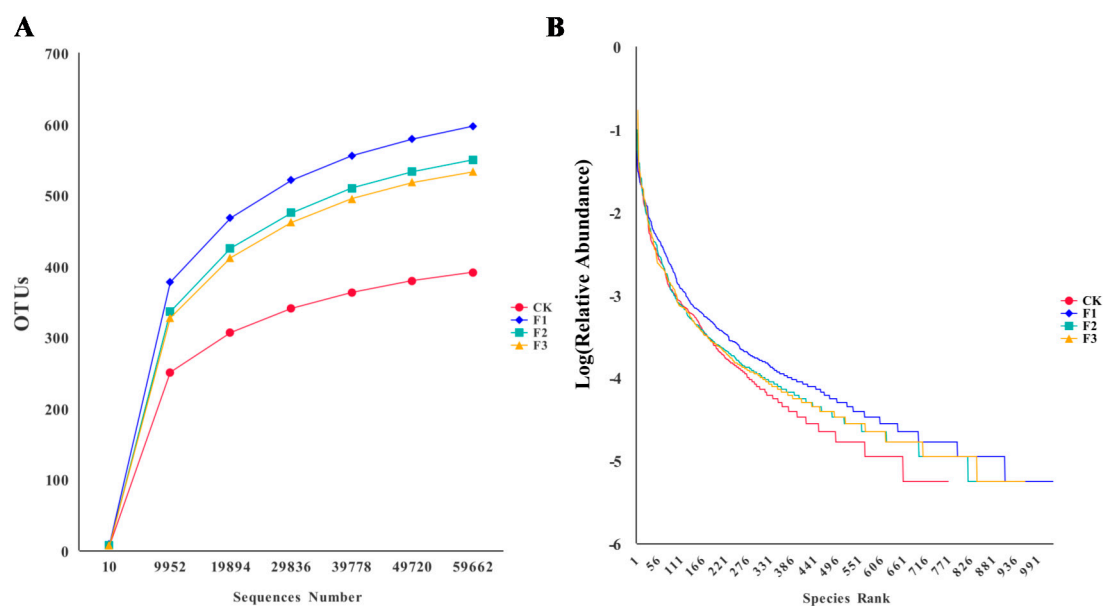 A
700
600
500
400
300
200
100
0
OTUs
10 9952 19894 29836 39778 49720 59662
Sequences Number
CK
F1
F2
F3
B
0
-1
-2
-3
-4
-5
-6
Log(Relative Abundance)
1 56 111 166 221 276 331 386 441 496 551 606 661 716 771 826 881 936 991
Species Rank
CK
F1
F2
F3